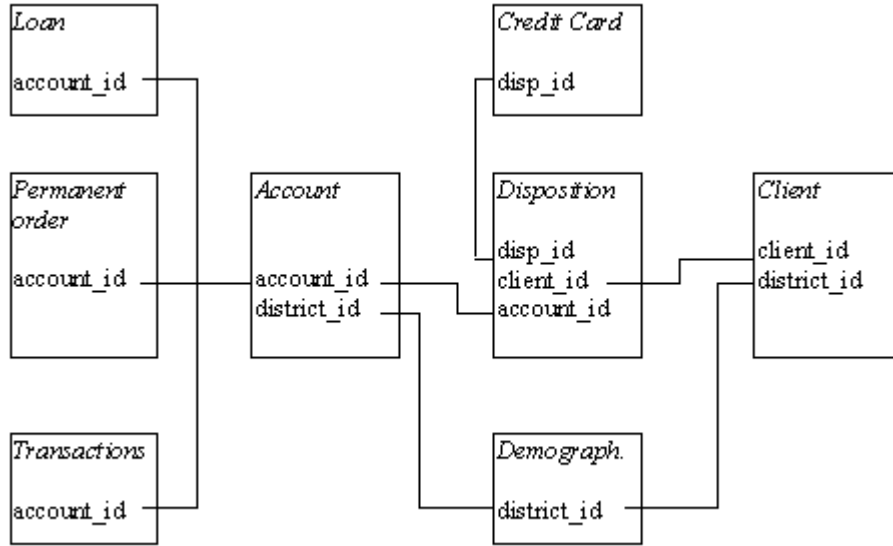 Loan
account_id
Credit Card
disp_id
Permanent
order
account_id
Account
account_id
district_id
Disposition
disp_id
client_id
account_id
Client
client_id
district_id
Transactions
account_id
Demograph.
district_id